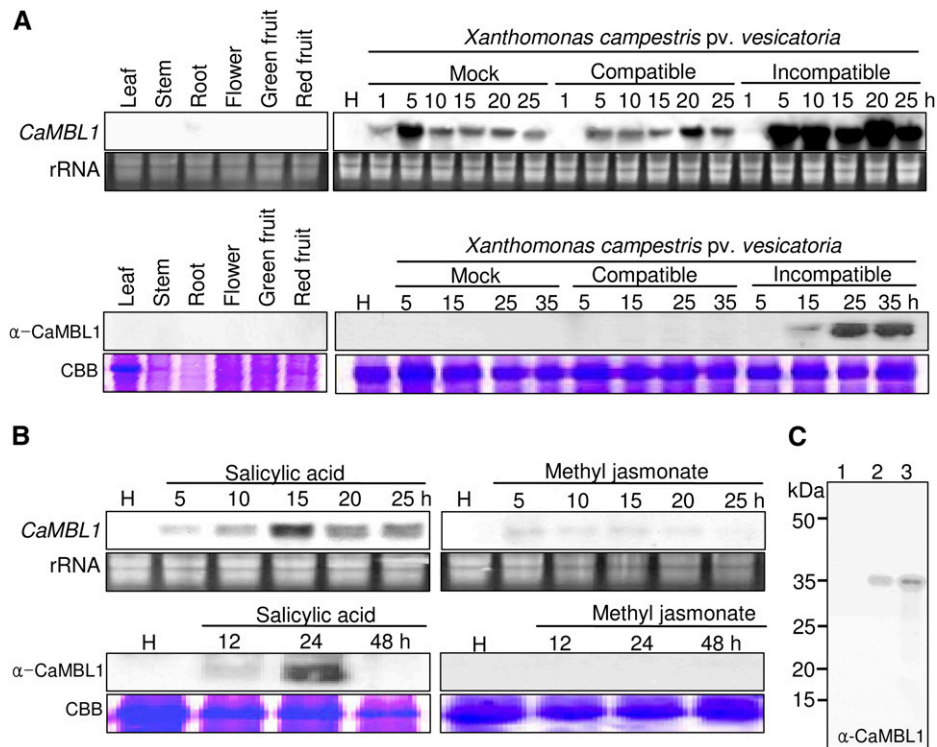 A
Leaf
Stem
Root
Flower
Green fruit
Red fruit
Xanthomonas campestris pv. vesicatoria
Mock Compatible Incompatible
H 1 5 10 15 20 25 1 5 10 15 20 25 1 5 10 15 20 25 h
CaMBL1
rRNA
Leaf
Stem
Root
Flower
Green fruit
Red fruit
Xanthomonas campestris pv. vesicatoria
Mock Compatible Incompatible
H 5 15 25 35 5 15 25 35 5 15 25 35 h
α-CaMBL1
CBB
B
Salicylic acid Methyl jasmonate
H 5 10 15 20 25 h H 5 10 15 20 25 h
CaMBL1
rRNA
Salicylic acid Methyl jasmonate
H 12 24 48 h H 12 24 48 h
α-CaMBL1
CBB
C
1 2 3
kDa
50
35
25
20
15
α-CaMBL1